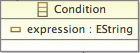 Condition
expression : EString